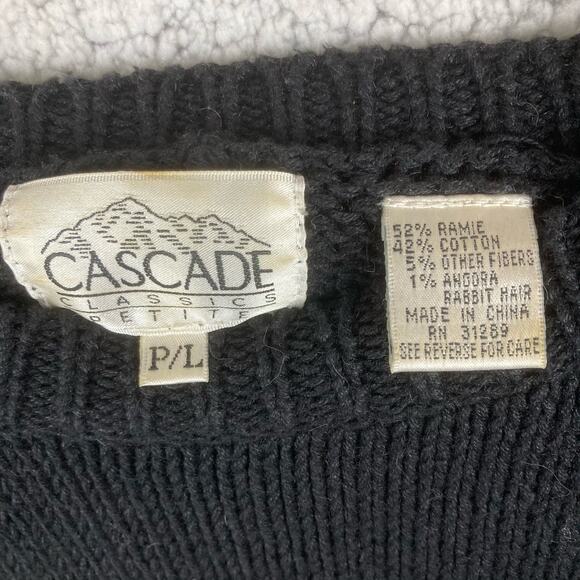 CASCADE
CLASSICS
PETITE
P/L
52% RAMIE
42% COTTON
5% OTHER FIBERS
1% ANGORA
RABBIT HAIR
MADE IN CHINA
RN 31289
SEE REVERSE FOR CARE